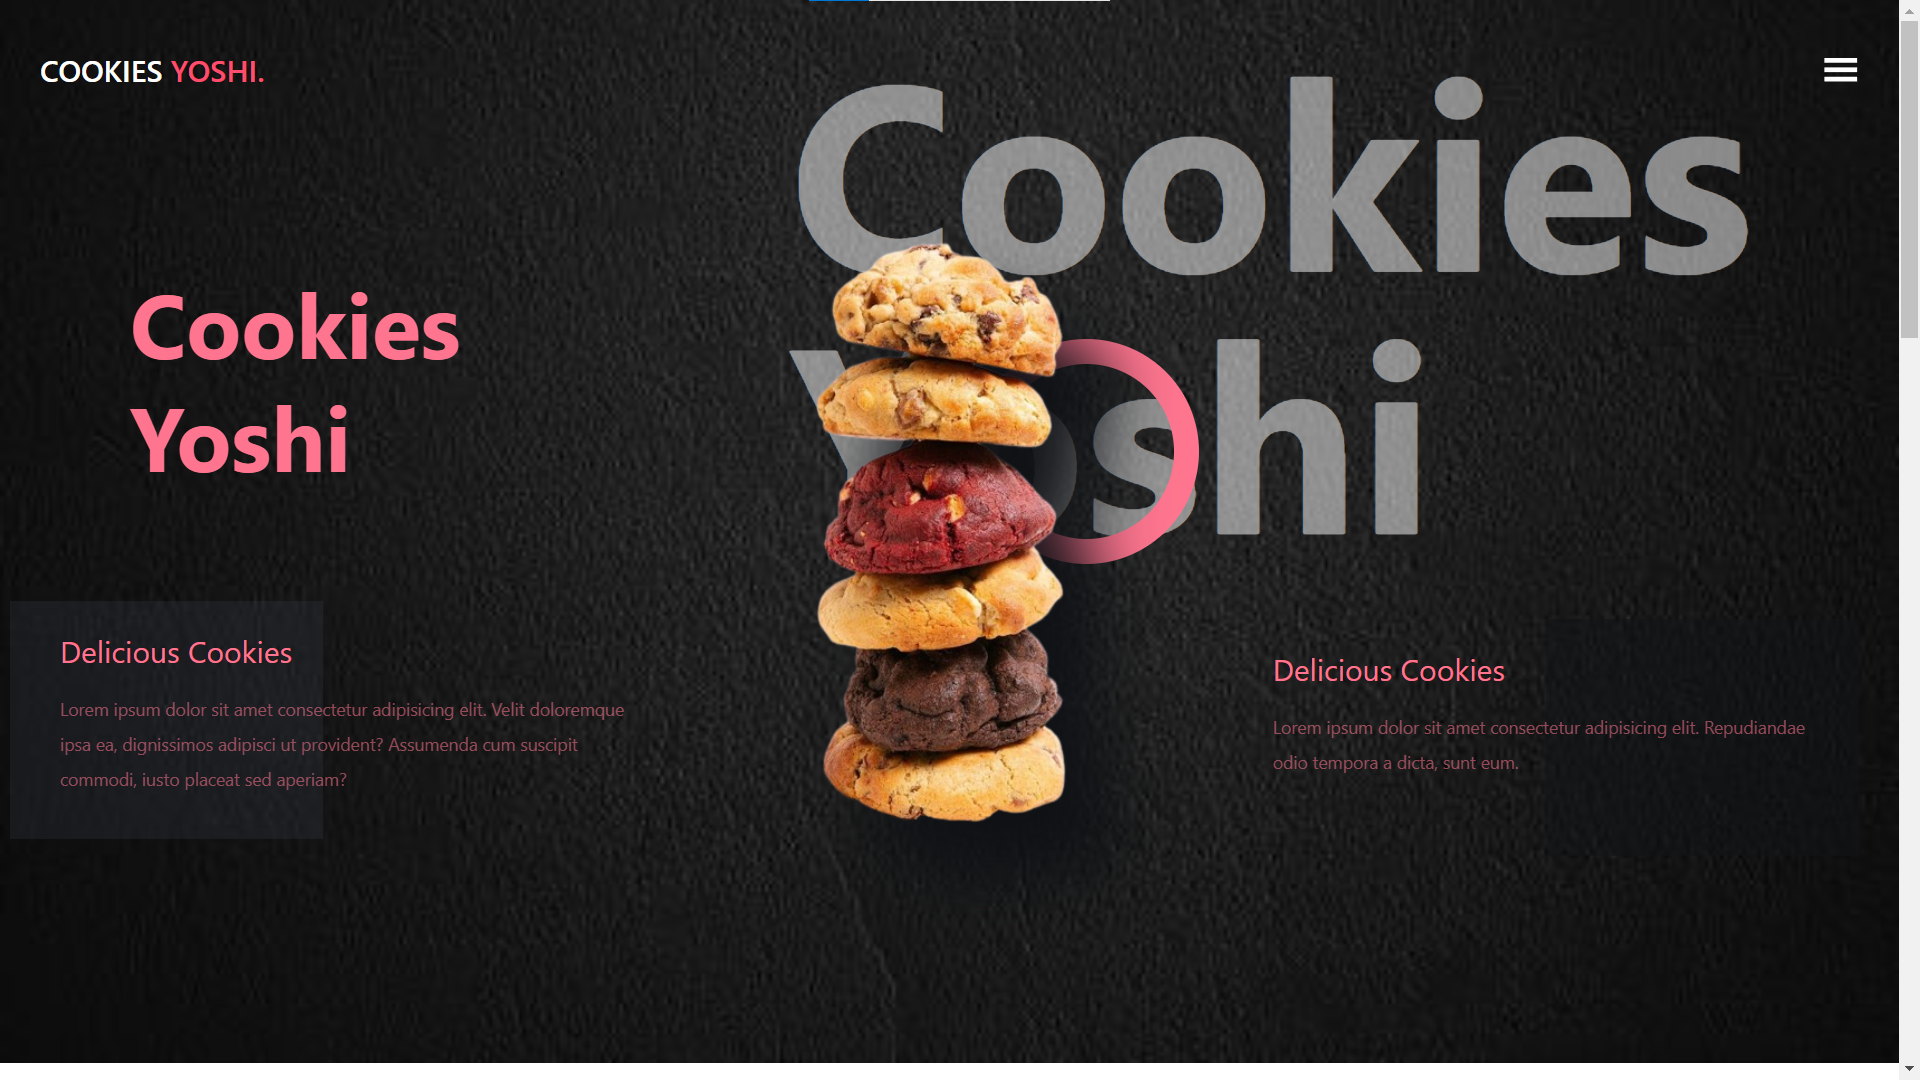 COOKIES YOSHI.
Cookies
Yoshi
Cookies
Yoshi
Delicious Cookies
Lorem ipsum dolor sit amet consectetur adipisicing elit. Velit doloremque
ipsa ea, dignissimos adipisci ut provident? Assumenda cum suscipit
commodi, iusto placeat sed aperiam?
Delicious Cookies
Lorem ipsum dolor sit amet consectetur adipisicing elit. Repudiandae
odio tempora a dicta, sunt eum.